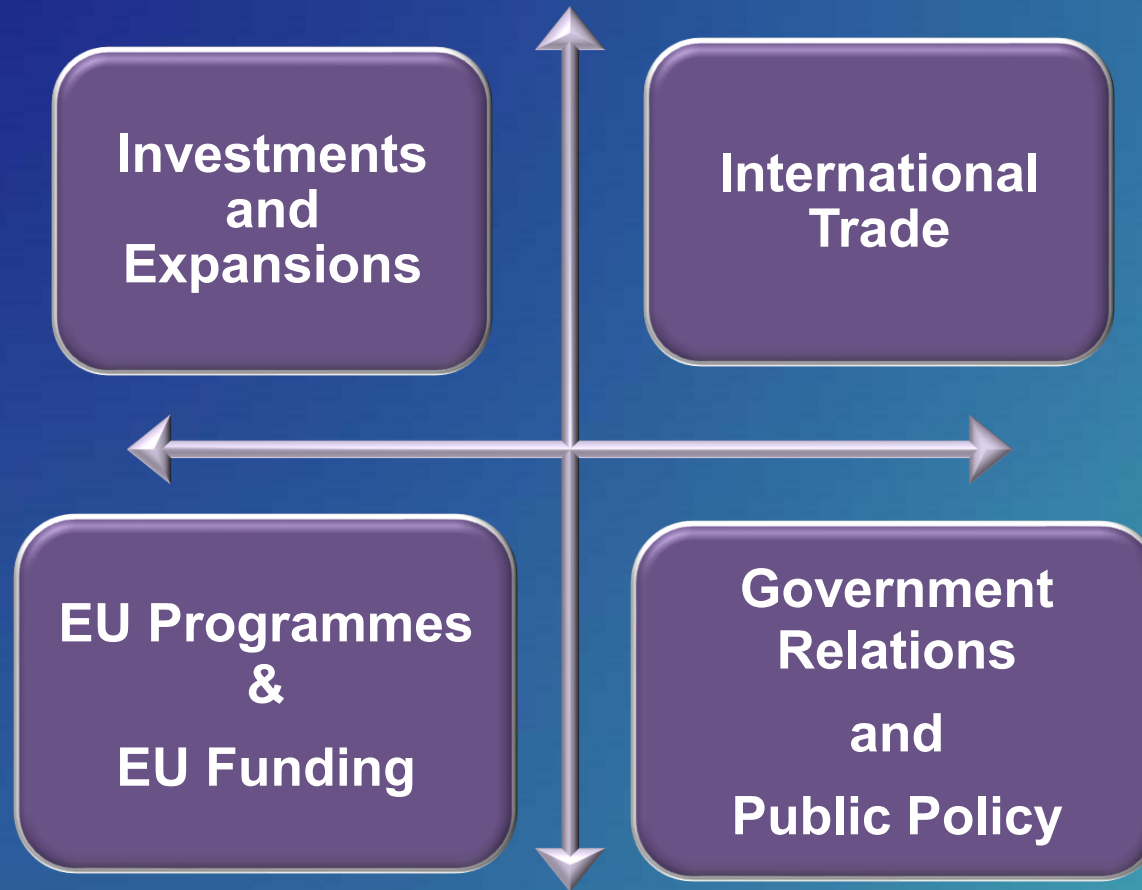 Investments
and
Expansions
International
Trade
EU Programmes
&
EU Funding
Government
Relations
and
Public Policy